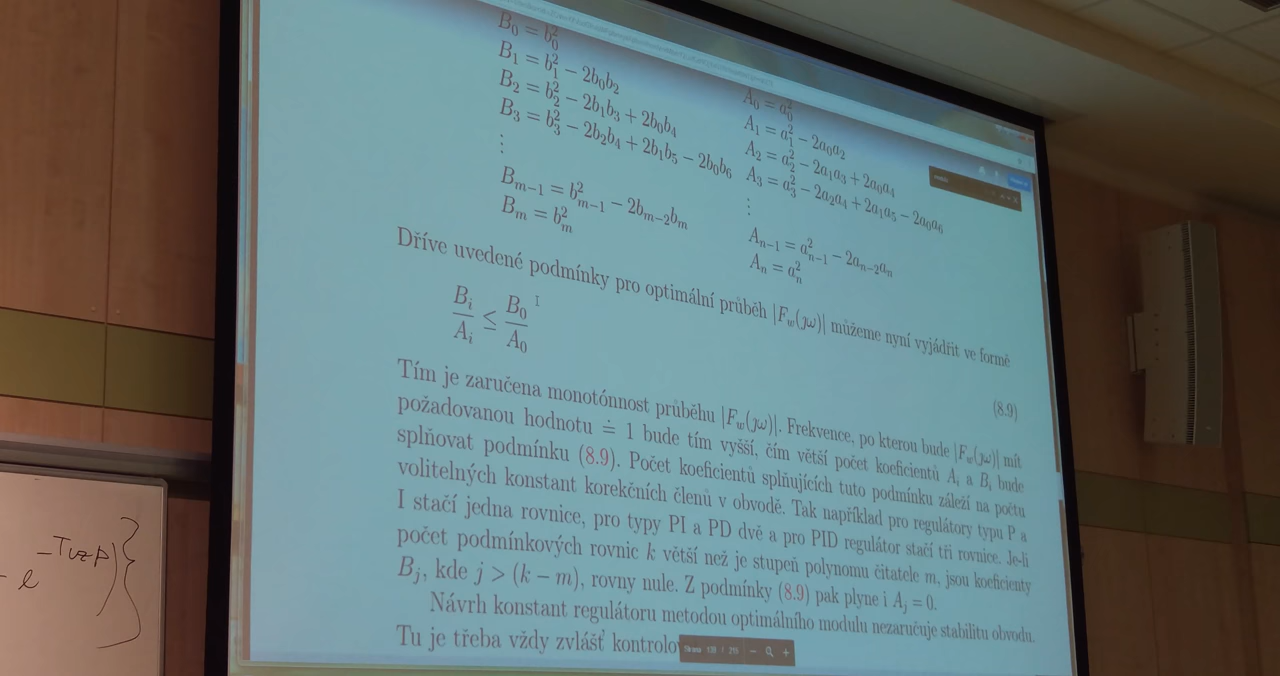 B_0 = b_0^2
B_1 = b_1^2 − 2b_0b_2
B_2 = b_2^2 − 2b_1b_3 + 2b_0b_4
B_3 = b_3^2 − 2b_2b_4 + 2b_1b_5 − 2b_0b_6
⋮
B_{m−1} = b_{m−1}^2 − 2b_{m−2}b_m
B_m = b_m^2
A_0 = a_0^2
A_1 = a_1^2 − 2a_0a_2
A_2 = a_2^2 − 2a_1a_3 + 2a_0a_4
A_3 = a_3^2 − 2a_2a_4 + 2a_1a_5 − 2a_0a_6
⋮
A_{n−1} = a_{n−1}^2 − 2a_{n−2}a_n
A_n = a_n^2
Dříve uvedené podmínky pro optimální průběh |F_w(ȷω)| můžeme nyní vyjádřit ve formě
B_i/A_i ≤ B_0/A_0
(8.9)
Tím je zaručena monotónnost průběhu |F_w(ȷω)|. Frekvence, po kterou bude |F_w(ȷω)| mít
požadovanou hodnotu ≐ 1 bude tím vyšší, čím větší počet koeficientů A_i a B_i bude
splňovat podmínku (8.9). Počet koeficientů splňujících tuto podmínku záleží na počtu
volitelných konstant korekčních členů v obvodě. Tak například pro regulátory typu P a
I stačí jedna rovnice, pro typy PI a PD dvě a pro PID regulátor stačí tři rovnice. Je-li
počet podmínkových rovnic k větší než je stupeň polynomu čitatele m, jsou koeficienty
B_j, kde j > (k − m), rovny nule. Z podmínky (8.9) pak plyne i A_j = 0.
Návrh konstant regulátoru metodou optimálního modulu nezaručuje stabilitu obvodu.
Tu je třeba vždy zvlášť kontrolo